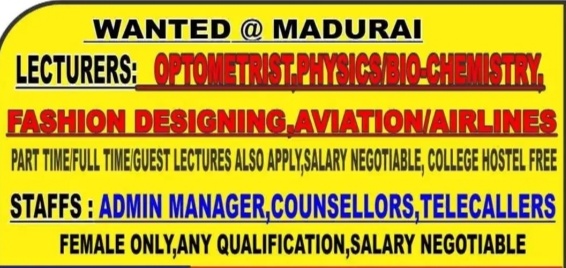 WANTED @ MADURAI
LECTURERS: OPTOMETRIST,PHYSICS/BIO-CHEMISTRY,
FASHION DESIGNING,AVIATION/AIRLINES
PART TIME/FULL TIME/GUEST LECTURES ALSO APPLY,SALARY NEGOTIABLE, COLLEGE HOSTEL FREE
STAFFS : ADMIN MANAGER,COUNSELLORS,TELECALLERS
FEMALE ONLY,ANY QUALIFICATION,SALARY NEGOTIABLE